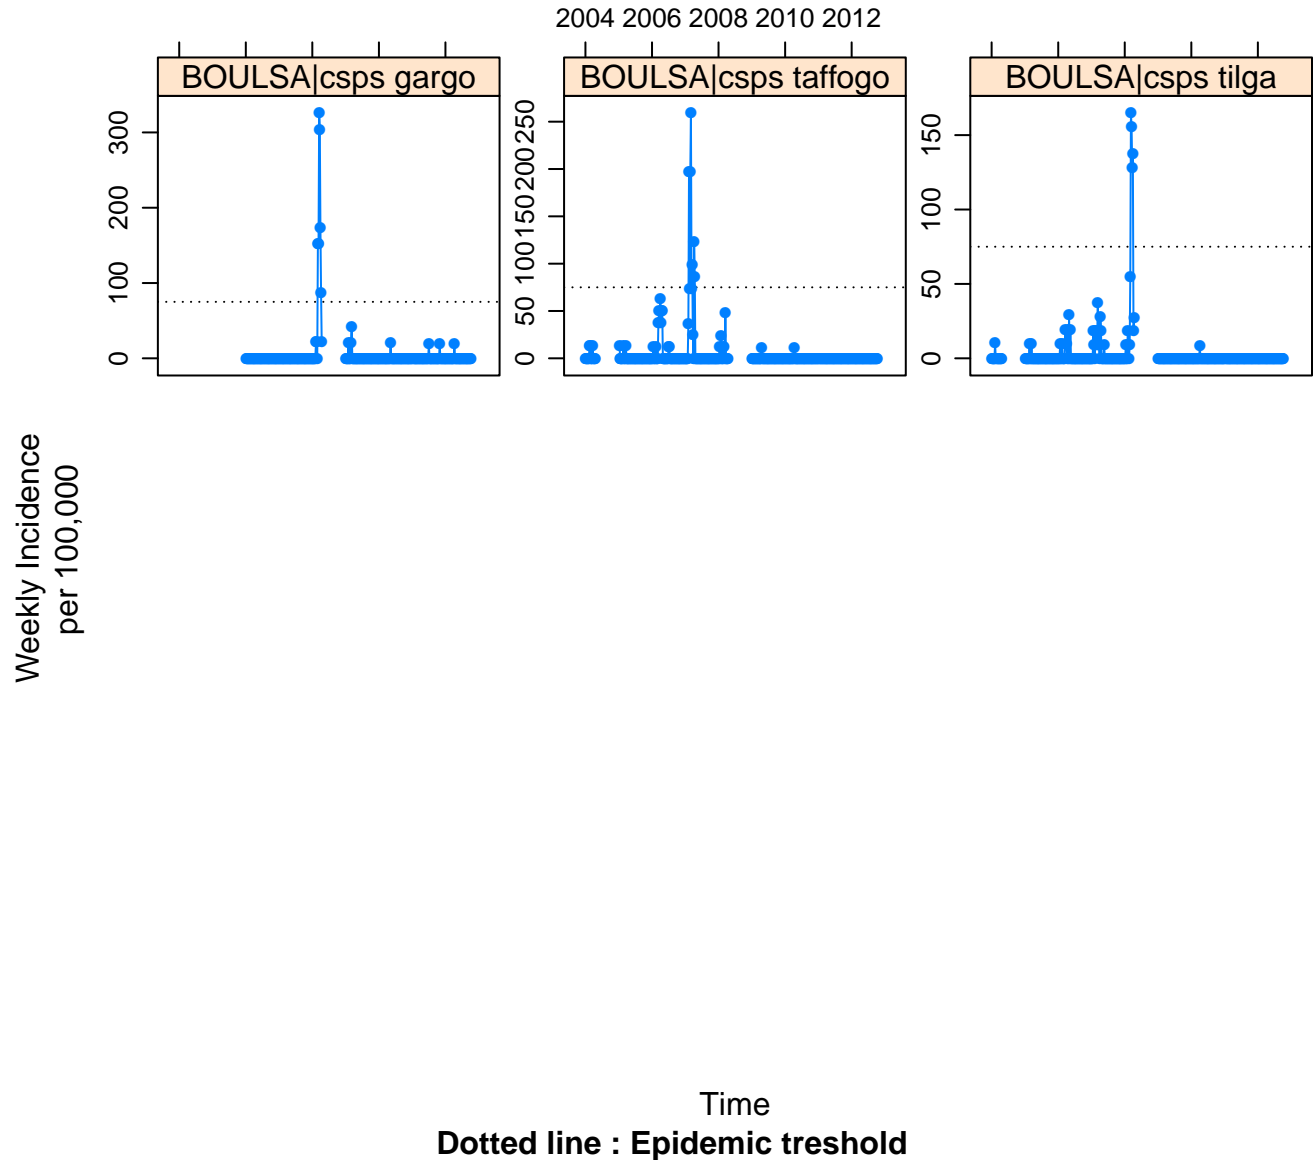 2004 2006 2008 2010 2012
BOULSA|csps gargo
BOULSA|csps taffogo
BOULSA|csps tilga
300
200
100
0
250
200
150
100
50
0
150
100
50
0
Weekly Incidence
per 100,000
Time
Dotted line : Epidemic treshold